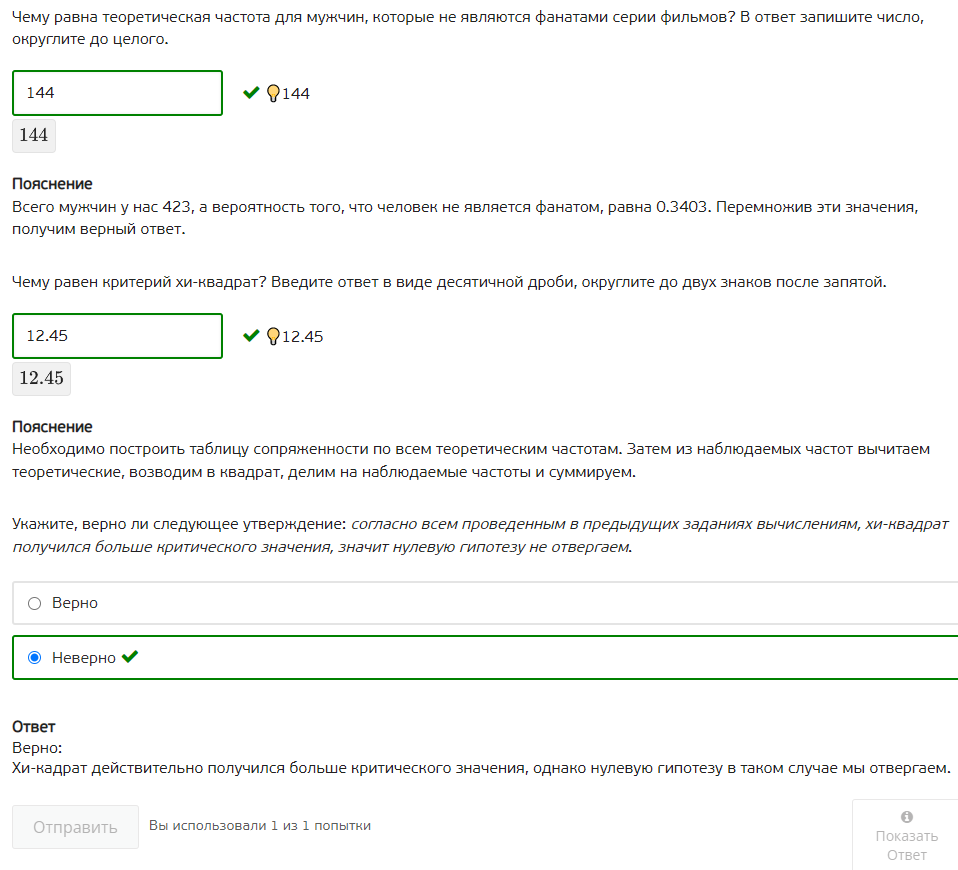 Чему равна теоретическая частота для мужчин, которые не являются фанатами серии фильмов? В ответ запишите число,
округлите до целого.
144
144
144
Пояснение
Всего мужчин у нас 423, а вероятность того, что человек не является фанатом, равна 0.3403. Перемножив эти значения,
получим верный ответ.
Чему равен критерий хи-квадрат? Введите ответ в виде десятичной дроби, округлите до двух знаков после запятой.
12.45
12.45
12.45
Пояснение
Необходимо построить таблицу сопряженности по всем теоретическим частотам. Затем из наблюдаемых частот вычитаем
теоретические, возводим в квадрат, делим на наблюдаемые частоты и суммируем.
Укажите, верно ли следующее утверждение: согласно всем проведенным в предыдущих заданиях вычислениям, хи-квадрат
получился больше критического значения, значит нулевую гипотезу не отвергаем.
Верно
Неверно
Ответ
Верно:
Хи-кадрат действительно получился больше критического значения, однако нулевую гипотезу в таком случае мы отвергаем.
Отправить
Вы использовали 1 из 1 попытки
Показать
Ответ